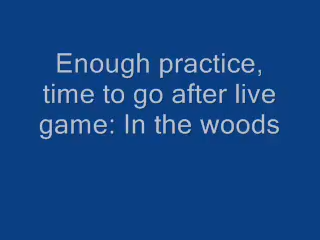 Enough practice,
time to go after live
game: In the woods